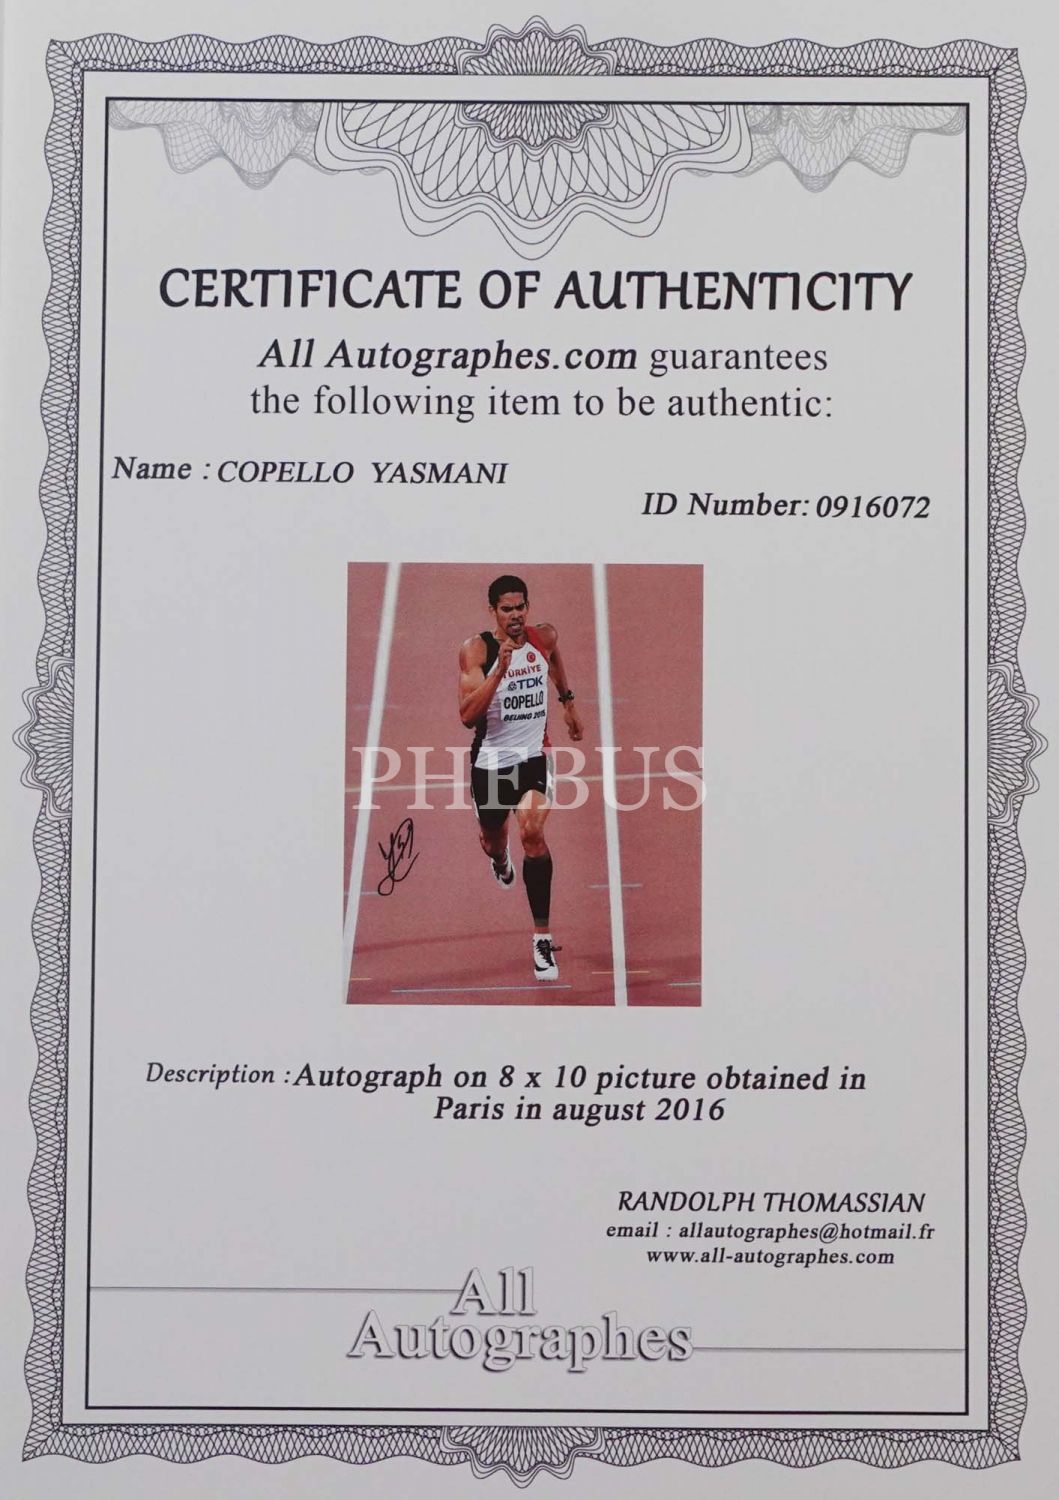 CERTIFICATE OF AUTHENTICITY
All Autographes.com guarantees
the following item to be authentic:
Name : COPELLO YASMANI
ID Number: 0916072
TÜRKİYE
TDK
COPELLO
BEIJING 2015
PHEBUS
Description : Autograph on 8 x 10 picture obtained in
Paris in august 2016
RANDOLPH THOMASSIAN
email : allautographes@hotmail.fr
www.all-autographes.com
All
Autographes